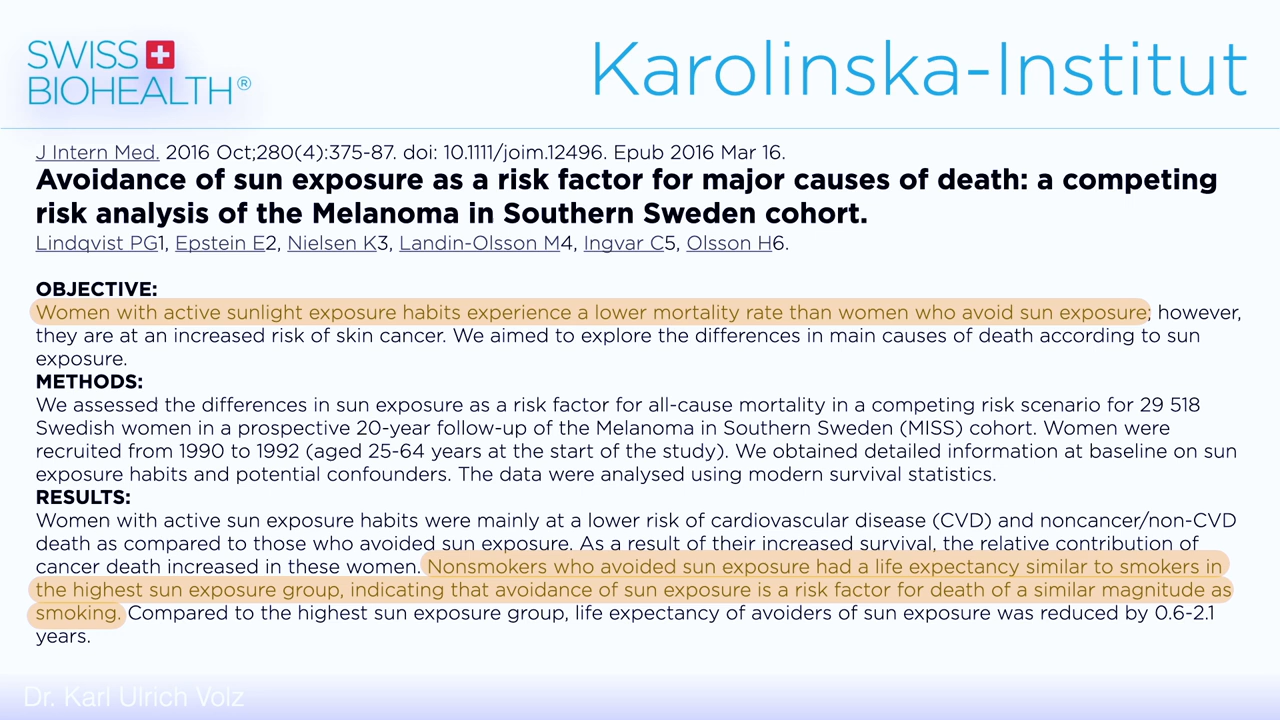 SWISS
BIOHEALTH®
Karolinska-Institut
J Intern Med. 2016 Oct;280(4):375-87. doi: 10.1111/joim.12496. Epub 2016 Mar 16.
Avoidance of sun exposure as a risk factor for major causes of death: a competing
risk analysis of the Melanoma in Southern Sweden cohort.
Lindqvist PG1, Epstein E2, Nielsen K3, Landin-Olsson M4, Ingvar C5, Olsson H6.
OBJECTIVE:
Women with active sunlight exposure habits experience a lower mortality rate than women who avoid sun exposure; however,
they are at an increased risk of skin cancer. We aimed to explore the differences in main causes of death according to sun
exposure.
METHODS:
We assessed the differences in sun exposure as a risk factor for all-cause mortality in a competing risk scenario for 29 518
Swedish women in a prospective 20-year follow-up of the Melanoma in Southern Sweden (MISS) cohort. Women were
recruited from 1990 to 1992 (aged 25-64 years at the start of the study). We obtained detailed information at baseline on sun
exposure habits and potential confounders. The data were analysed using modern survival statistics.
RESULTS:
Women with active sun exposure habits were mainly at a lower risk of cardiovascular disease (CVD) and noncancer/non-CVD
death as compared to those who avoided sun exposure. As a result of their increased survival, the relative contribution of
cancer death increased in these women. Nonsmokers who avoided sun exposure had a life expectancy similar to smokers in
the highest sun exposure group, indicating that avoidance of sun exposure is a risk factor for death of a similar magnitude as
smoking. Compared to the highest sun exposure group, life expectancy of avoiders of sun exposure was reduced by 0.6-2.1
years.
Dr. Karl Ulrich Volz